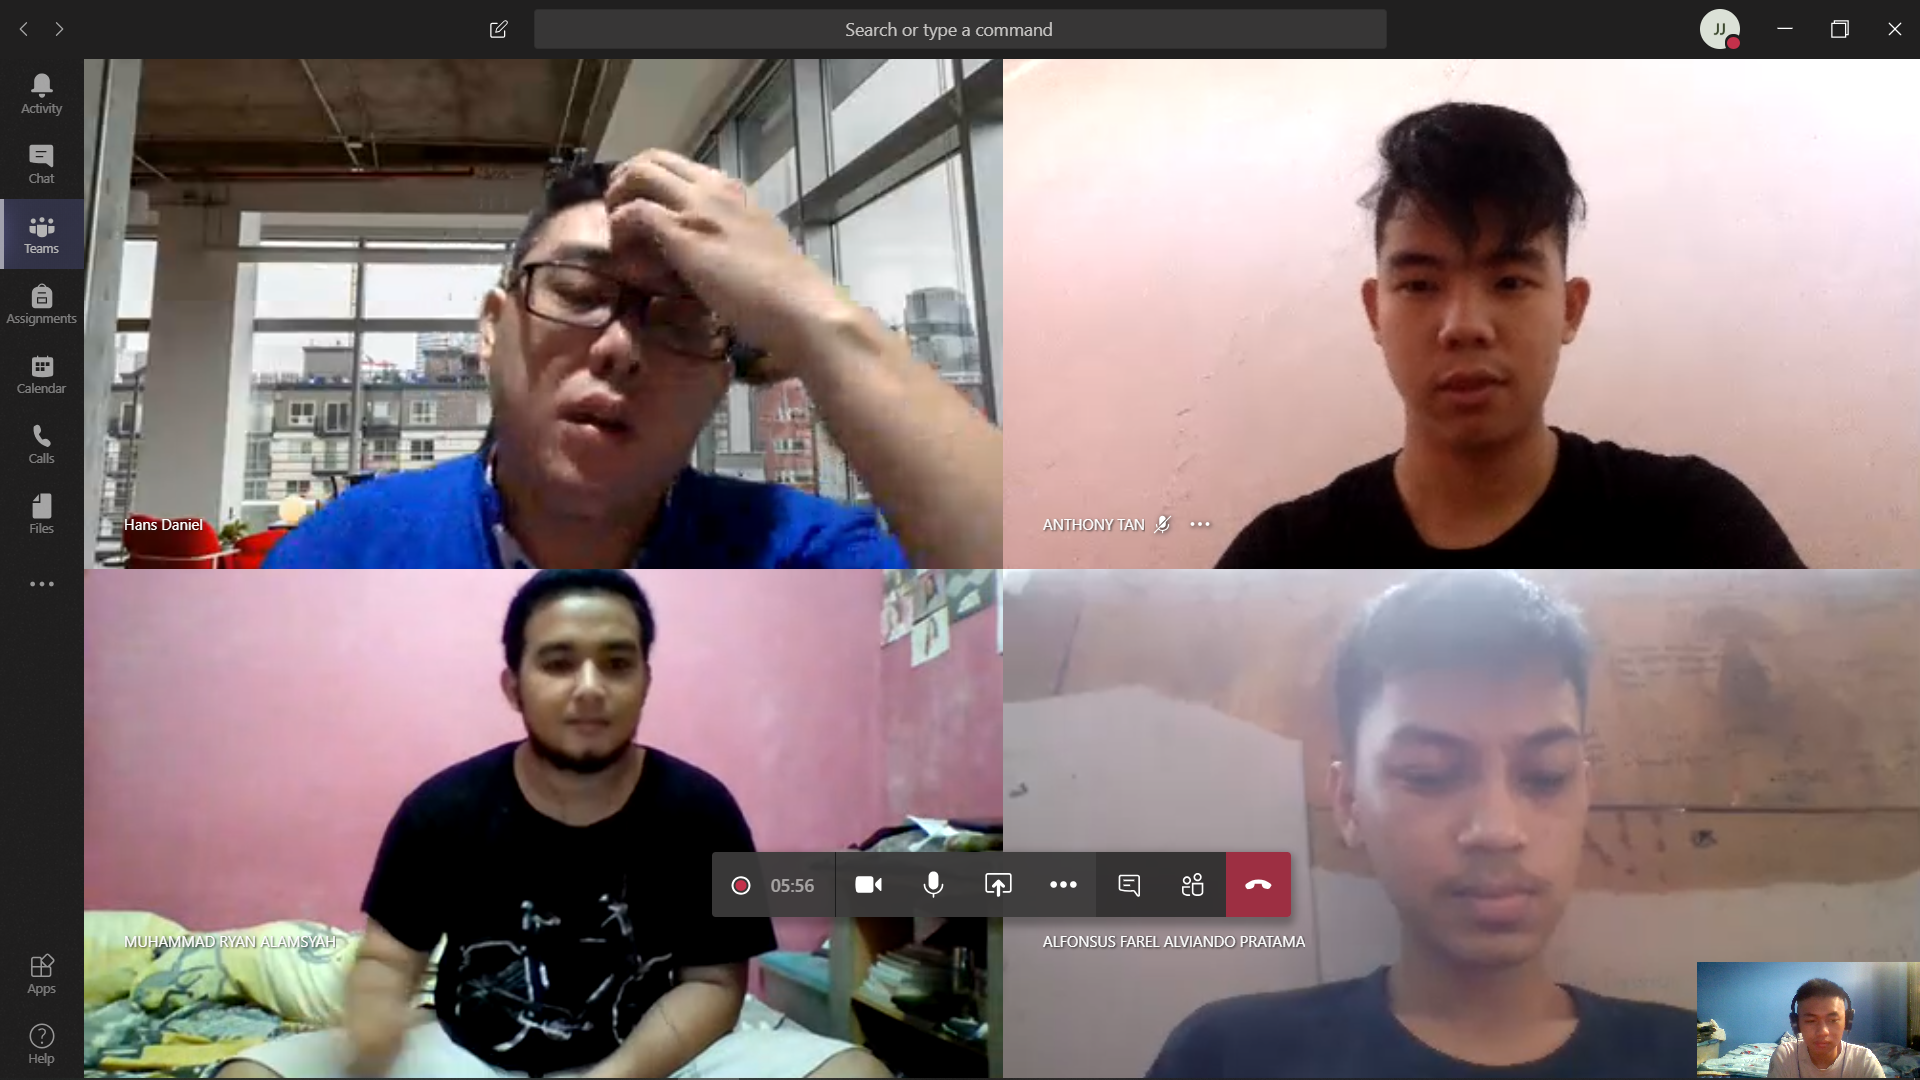 Search or type a command
JJ
Activity
Chat
Teams
Assignments
Calendar
Calls
Files
Apps
Help
Hans Daniel
ANTHONY TAN
MUHAMMAD RYAN ALAMSYAH
ALFONSUS FAREL ALVIANDO PRATAMA
05:56